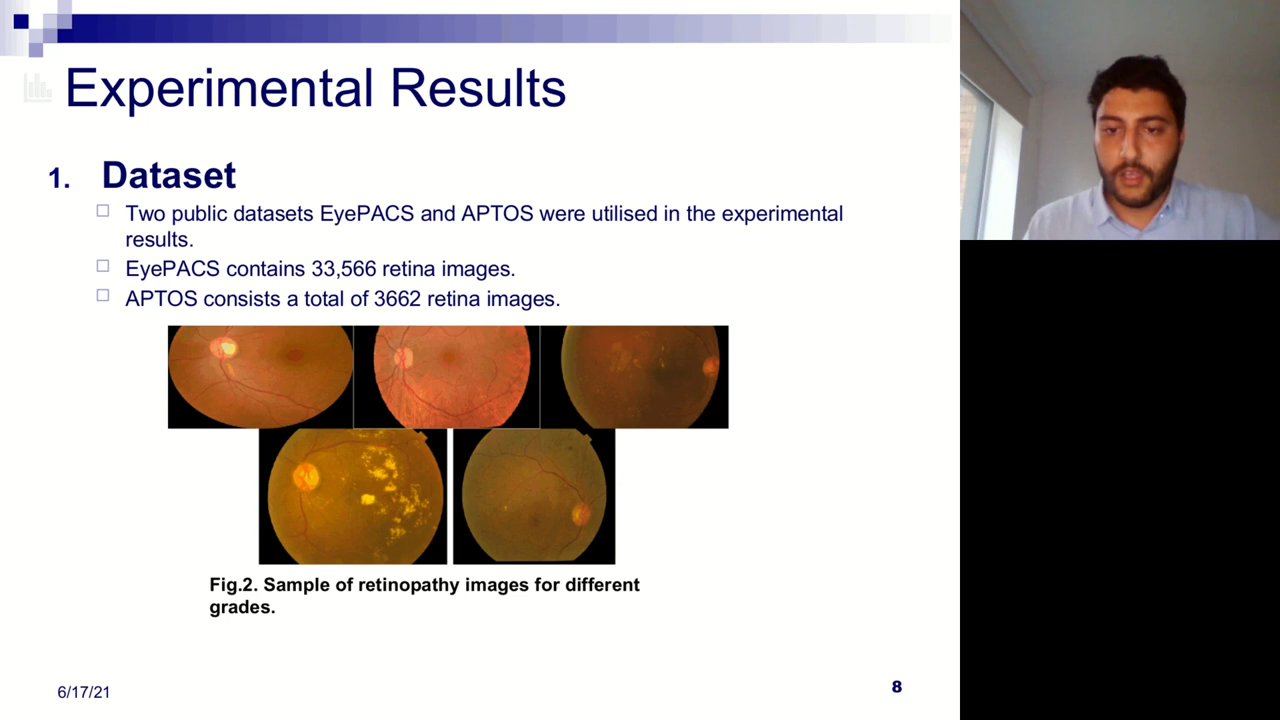 Experimental Results
1. Dataset
Two public datasets EyePACS and APTOS were utilised in the experimental
results.
EyePACS contains 33,566 retina images.
APTOS consists a total of 3662 retina images.
Fig.2. Sample of retinopathy images for different
grades.
6/17/21
8